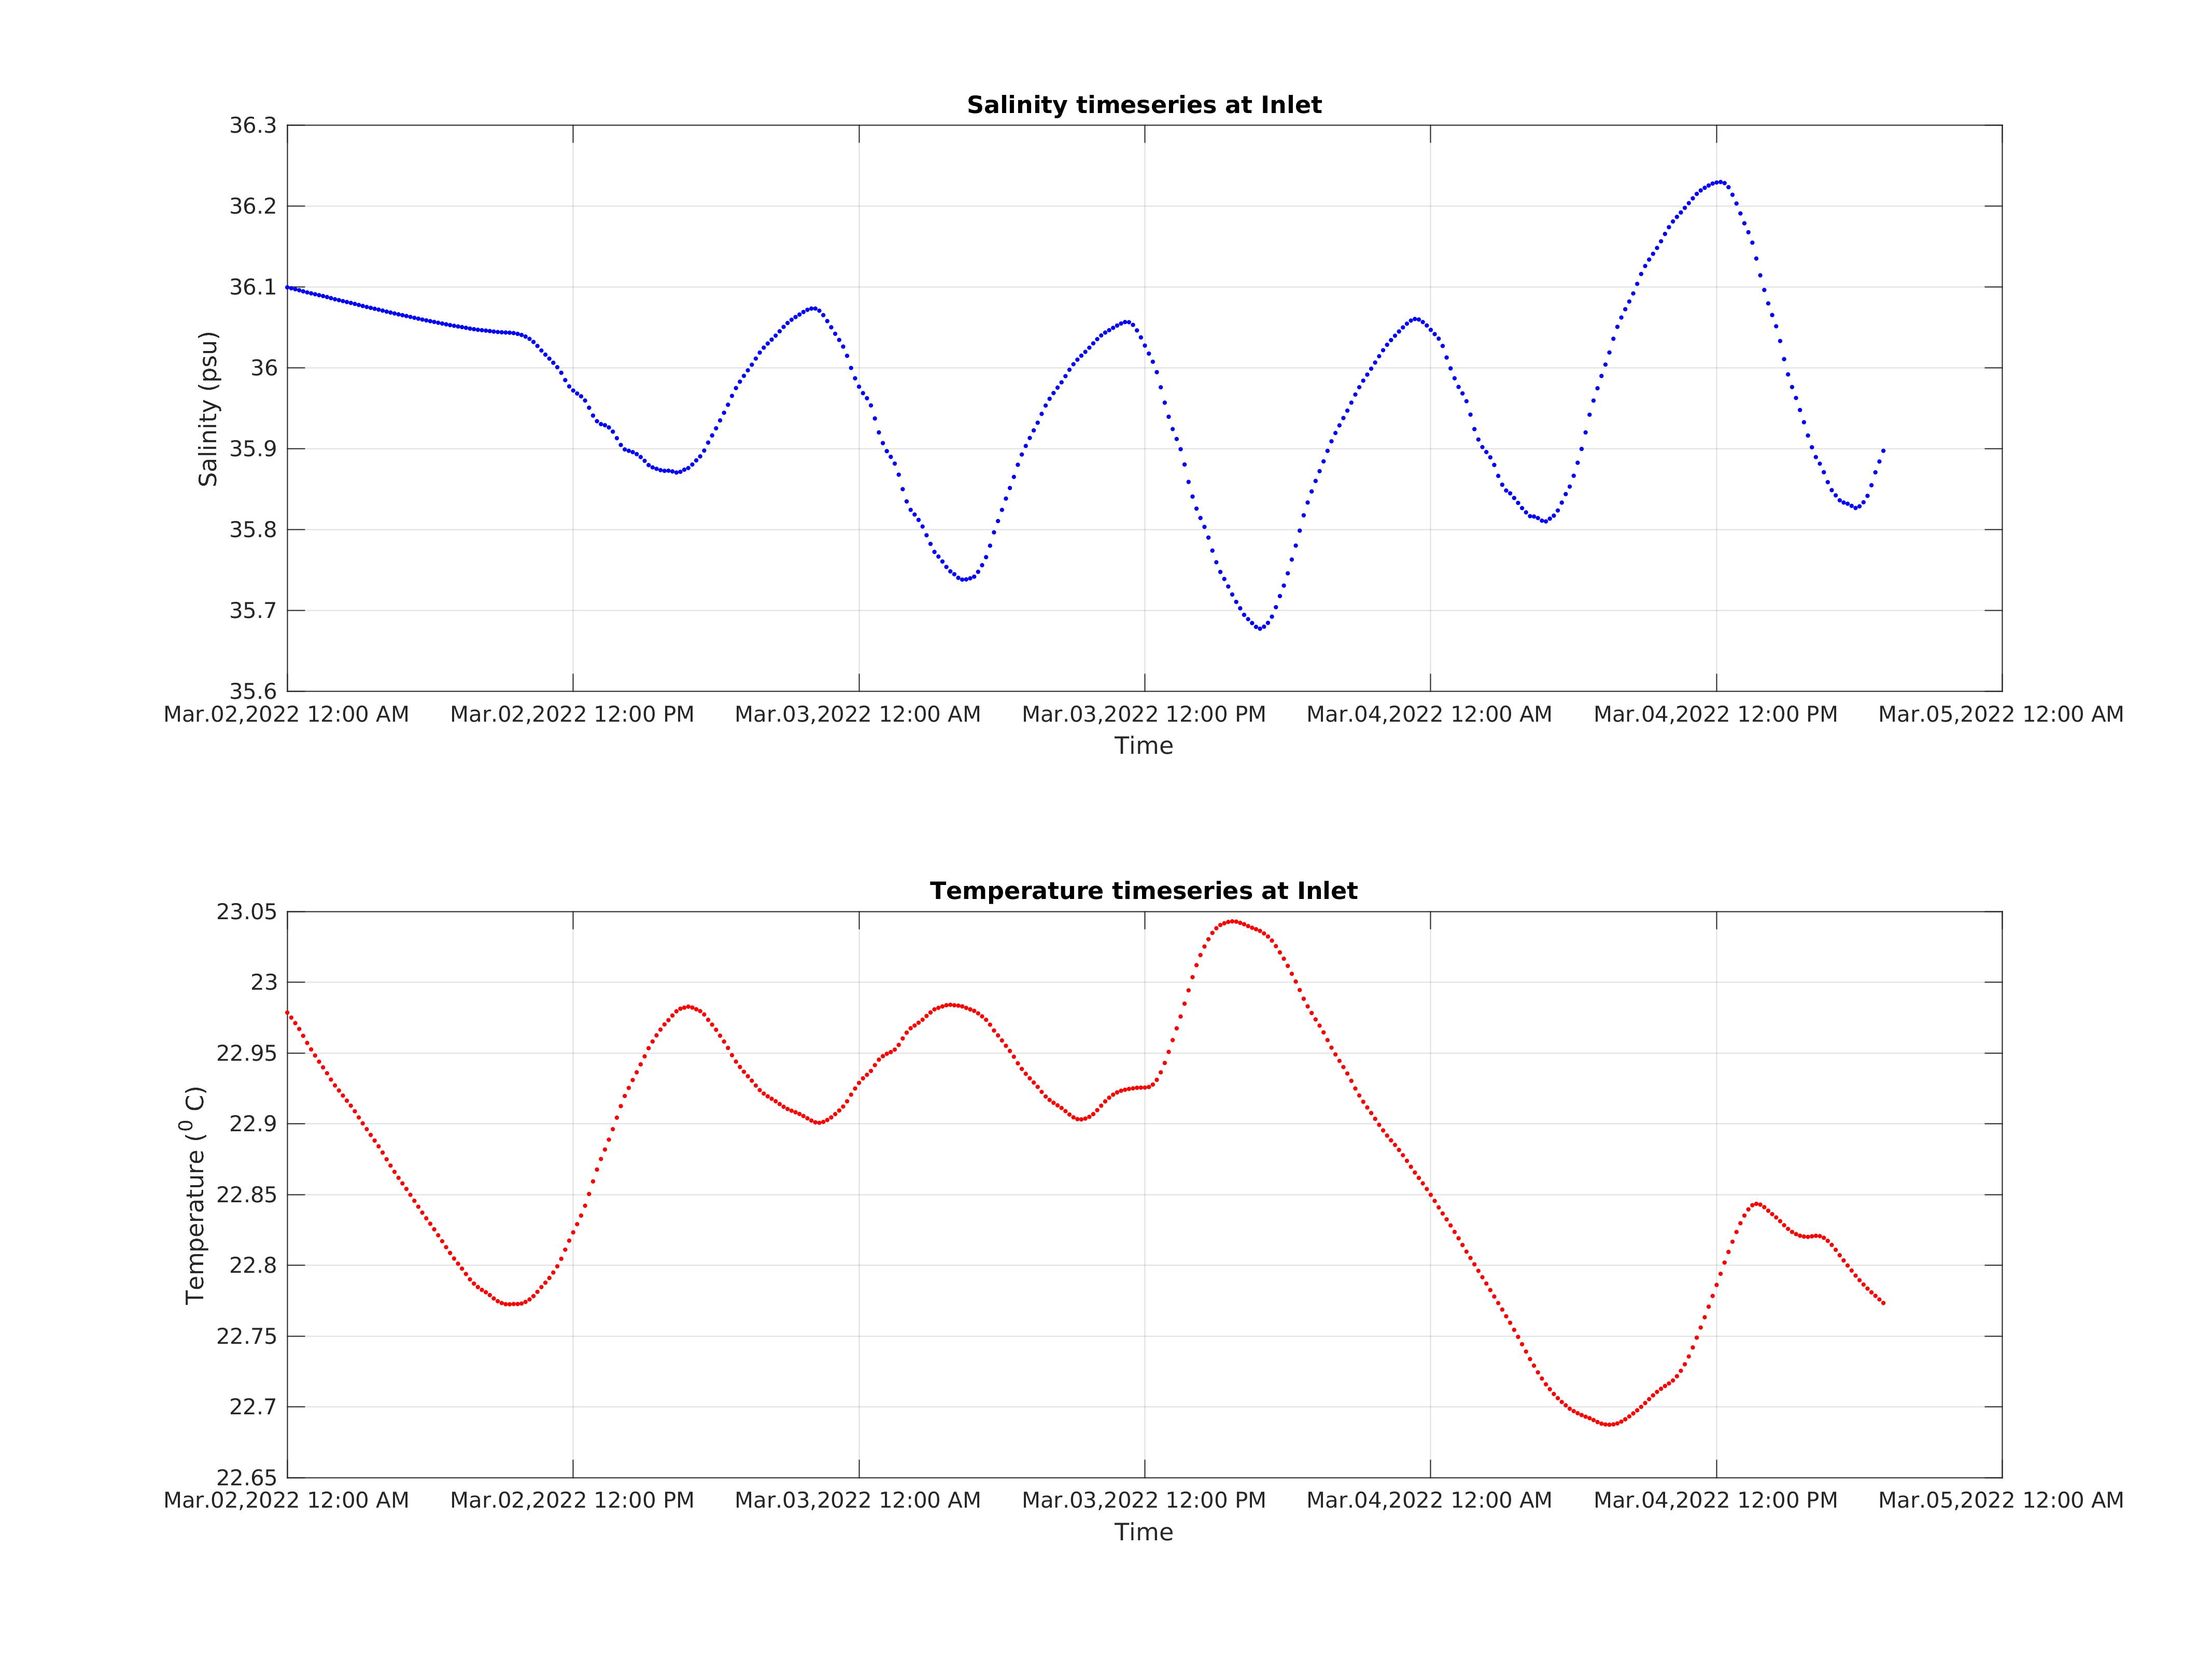 Salinity timeseries at Inlet
36.3
36.2
36.1
36
35.9
35.8
35.7
35.6
Salinity (psu)
Mar.02,2022 12:00 AM Mar.02,2022 12:00 PM Mar.03,2022 12:00 AM Mar.03,2022 12:00 PM Mar.04,2022 12:00 AM Mar.04,2022 12:00 PM Mar.05,2022 12:00 AM
Time
Temperature timeseries at Inlet
23.05
23
22.95
22.9
22.85
22.8
22.75
22.7
22.65
Temperature (⁰ C)
Mar.02,2022 12:00 AM Mar.02,2022 12:00 PM Mar.03,2022 12:00 AM Mar.03,2022 12:00 PM Mar.04,2022 12:00 AM Mar.04,2022 12:00 PM Mar.05,2022 12:00 AM
Time